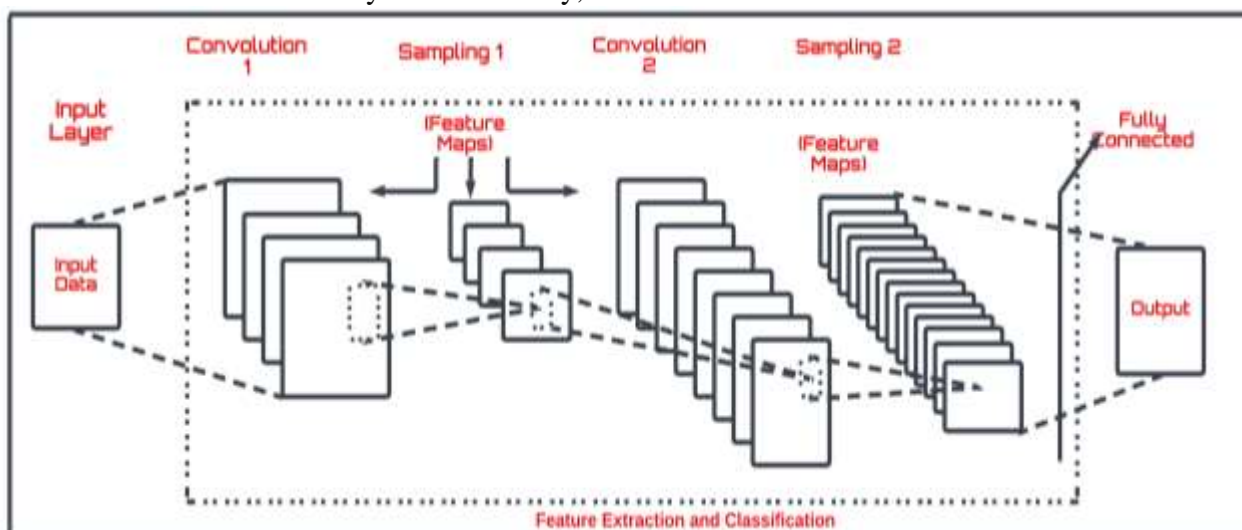 Convolution
1
Sampling 1
Convolution
2
Sampling 2
Input
Layer
(Feature
Maps)
(Feature
Maps)
Fully
Connected
Input
Data
Output
Feature Extraction and Classification